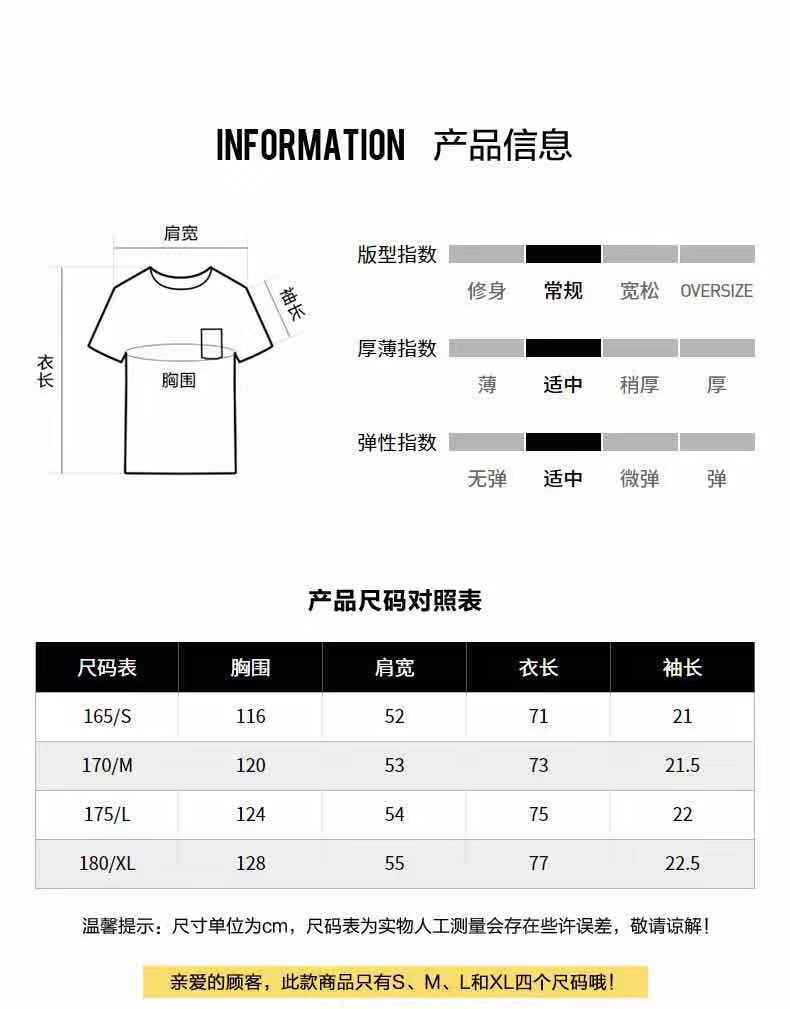 INFORMATION 产品信息
肩宽
袖长
衣长
胸围
版型指数
修身 常规 宽松 OVERSIZE
厚薄指数
薄 适中 稍厚 厚
弹性指数
无弹 适中 微弹 弹
产品尺码对照表
尺码表 胸围 肩宽 衣长 袖长
165/S 116 52 71 21
170/M 120 53 73 21.5
175/L 124 54 75 22
180/XL 128 55 77 22.5
温馨提示：尺寸单位为cm，尺码表为实物人工测量会存在些许误差，敬请谅解！
亲爱的顾客，此款商品只有S、M、L和XL四个尺码哦！